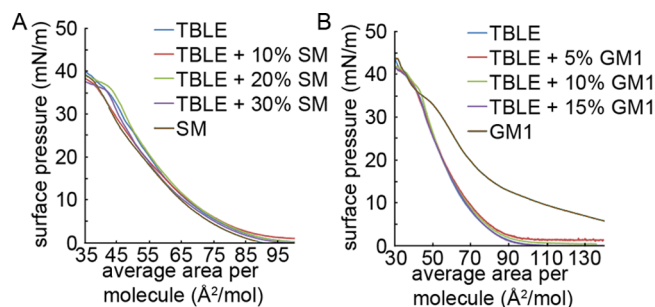 A
surface pressure (mN/m)
50
40
30
20
10
0
TBLE
TBLE + 10% SM
TBLE + 20% SM
TBLE + 30% SM
SM
35 45 55 65 75 85 95
average area per
molecule (Å²/mol)
B
surface pressure (mN/m)
50
40
30
20
10
0
TBLE
TBLE + 5% GM1
TBLE + 10% GM1
TBLE + 15% GM1
GM1
30 50 70 90 110 130
average area per
molecule (Å²/mol)